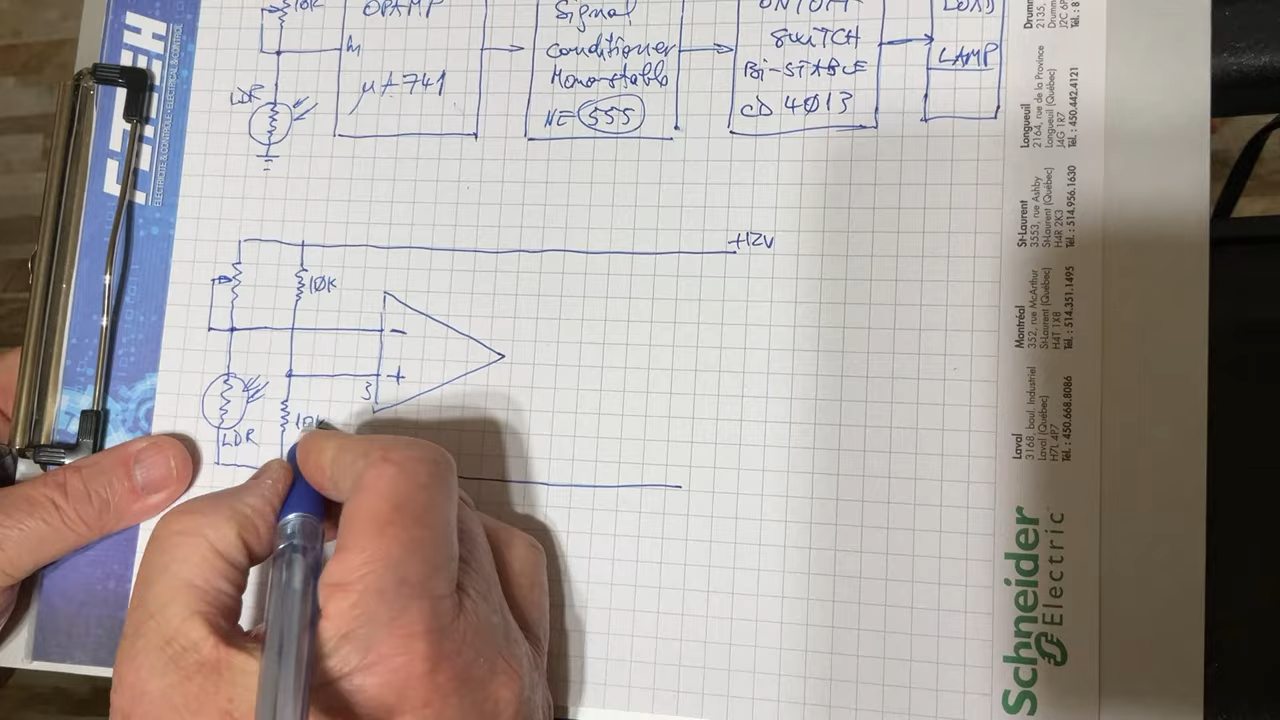 10K
OPAMP
Signal
ON/OFF
LOAD
In
Conditioner
SWITCH
LAMP
LDR
µA741
Mono-stable
Bi-STABLE
NE 555
CD 4013
+12V
10K
-
+
3
10K
LDR
ELECTRICITÉ & CONTRÔLE • ELECTRICAL & CONTROL
Longueuil
2164, rue de la Province
Longueuil (Québec)
J4G 1R7
Tél. : 450.442.4121
St-Laurent
3553, rue Ashby
St-Laurent (Québec)
H4R 2K3
Tél. : 514.956.1630
Montréal
352, rue McArthur
St-Laurent (Québec)
H4T 1X8
Tél. : 514.351.1495
Laval
3168, boul. Industriel
Laval (Québec)
H7L 4P7
Tél. : 450.668.8086
Schneider
Electric